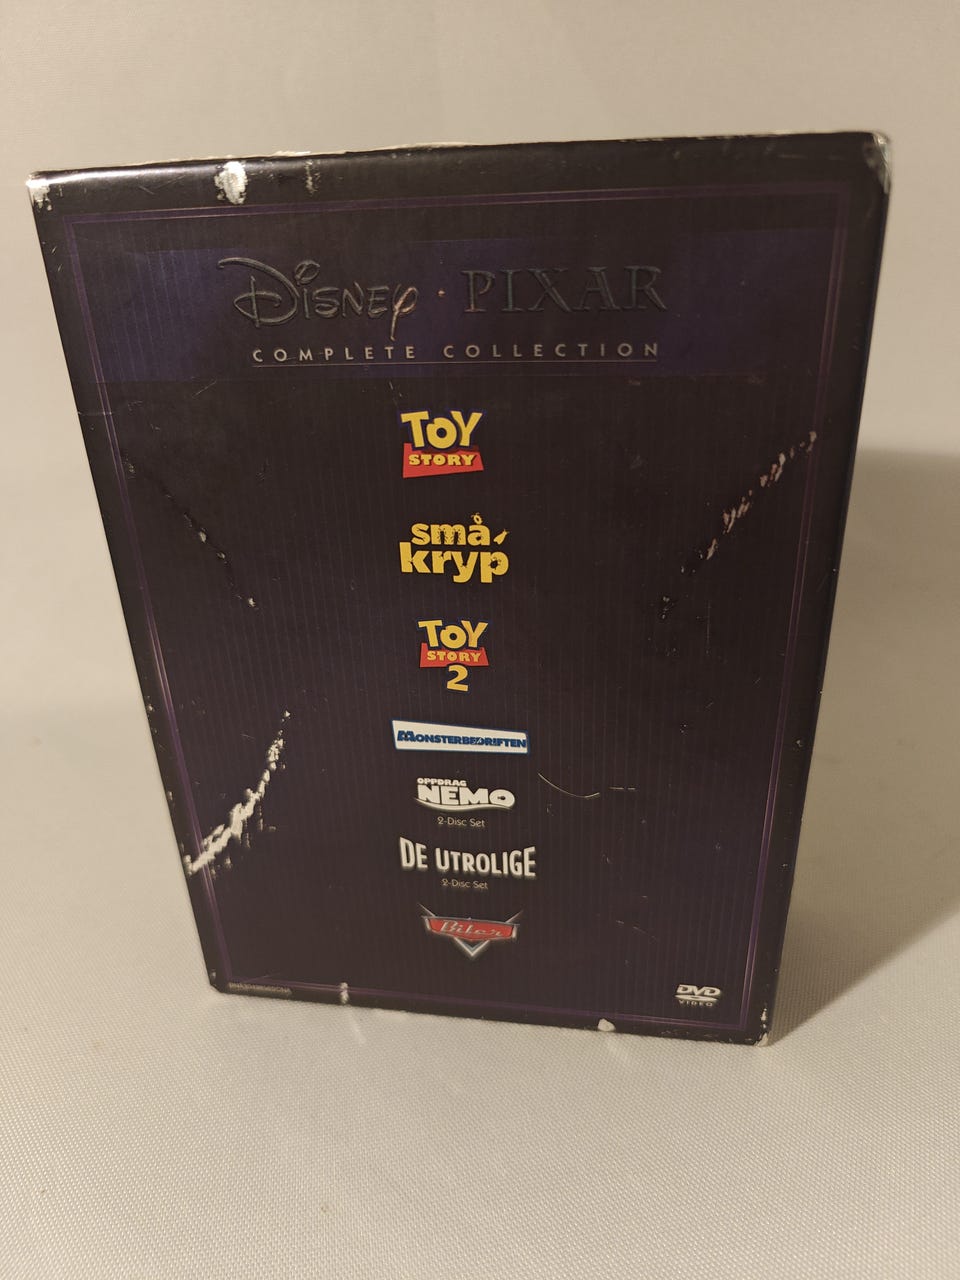 Disney · PIXAR
COMPLETE COLLECTION
TOY
STORY
små
kryp
TOY
STORY
2
MONSTERBEDRIFTEN
OPPDRAG
NEMO
2-Disc Set
DE UTROLIGE
2-Disc Set
Biler
DVD
VIDEO